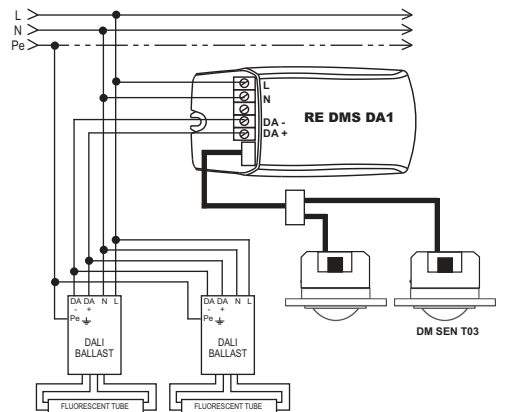 L
N
Pe
L
N
DA -
DA +
RE DMS DA1
DM SEN T03
DA DA N L
- +
Pe
DALI
BALLAST
FLUORESCENT TUBE
DA DA N L
- +
Pe
DALI
BALLAST
FLUORESCENT TUBE